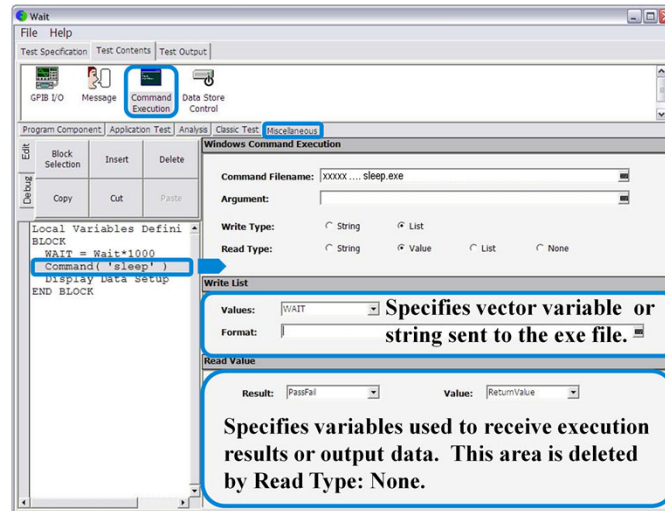 Wait
File Help
Test Specification Test Contents Test Output
GPIB I/O Message Command Execution Data Store Control
Program Component Application Test Analysis Classic Test Miscellaneous
Edit
Debug
Block Selection Insert Delete
Copy Cut Paste
Local Variables Defini
BLOCK
WAIT = Wait*1000
Command( 'sleep' )
Display Data Setup
END BLOCK
Windows Command Execution
Command Filename: xxxxx .... sleep.exe
Argument:
Write Type: String List
Read Type: String Value List None
Write List
Values: WAIT
Format:
Specifies vector variable or
string sent to the exe file.
Read Value
Result: PassFail Value: ReturnValue
Specifies variables used to receive execution
results or output data. This area is deleted
by Read Type: None.